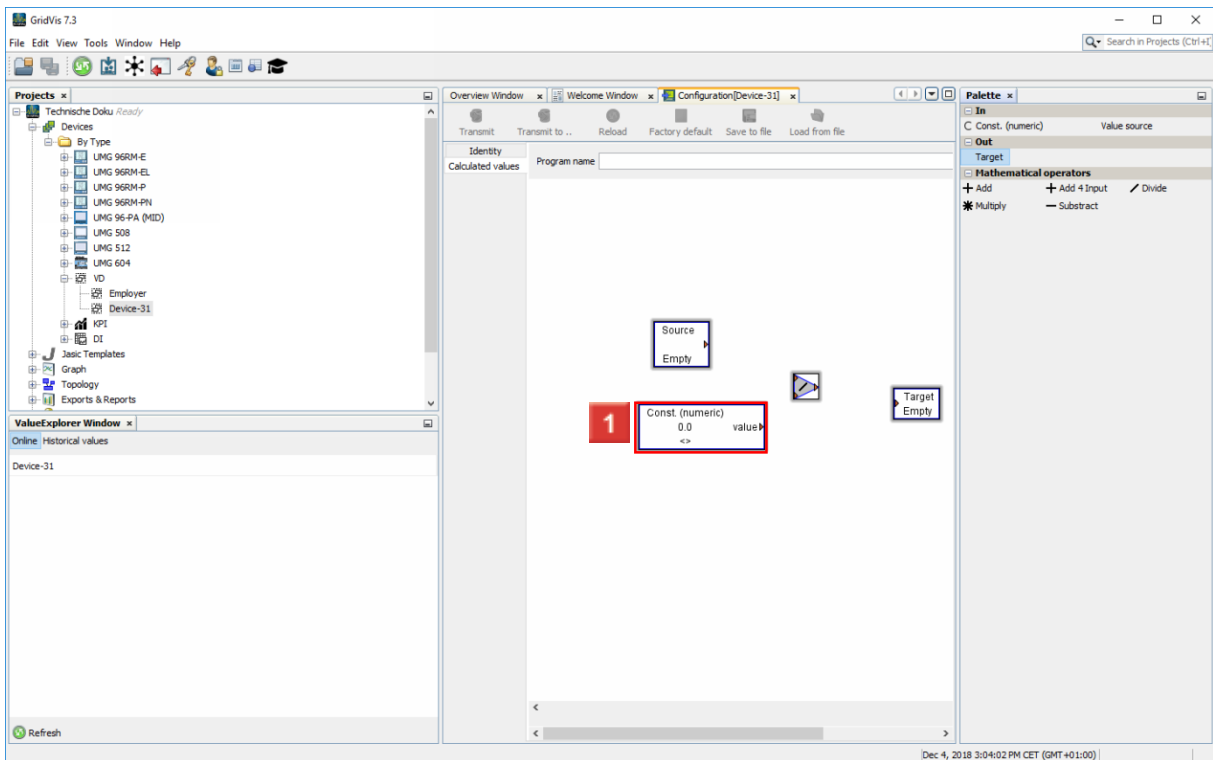 GridVis 7.3
File Edit View Tools Window Help
Search in Projects (Ctrl+I
Projects
Technische Doku Ready
Devices
By Type
UMG 96RM-E
UMG 96RM-EL
UMG 96RM-P
UMG 96RM-PN
UMG 96-PA (MID)
UMG 508
UMG 512
UMG 604
VD
Employer
Device-31
KPI
DI
Jasic Templates
Graph
Topology
Exports & Reports
ValueExplorer Window
Online Historical values
Device-31
Refresh
Overview Window Welcome Window Configuration[Device-31]
Transmit Transmit to .. Reload Factory default Save to file Load from file
Identity
Calculated values
Program name
Source
Empty
1
Const. (numeric)
0.0 value
<>
Target
Empty
Palette
In
C Const. (numeric) Value source
Out
Target
Mathematical operators
Add Add 4 Input Divide
Multiply Substract
Dec 4, 2018 3:04:02 PM CET (GMT+01:00)